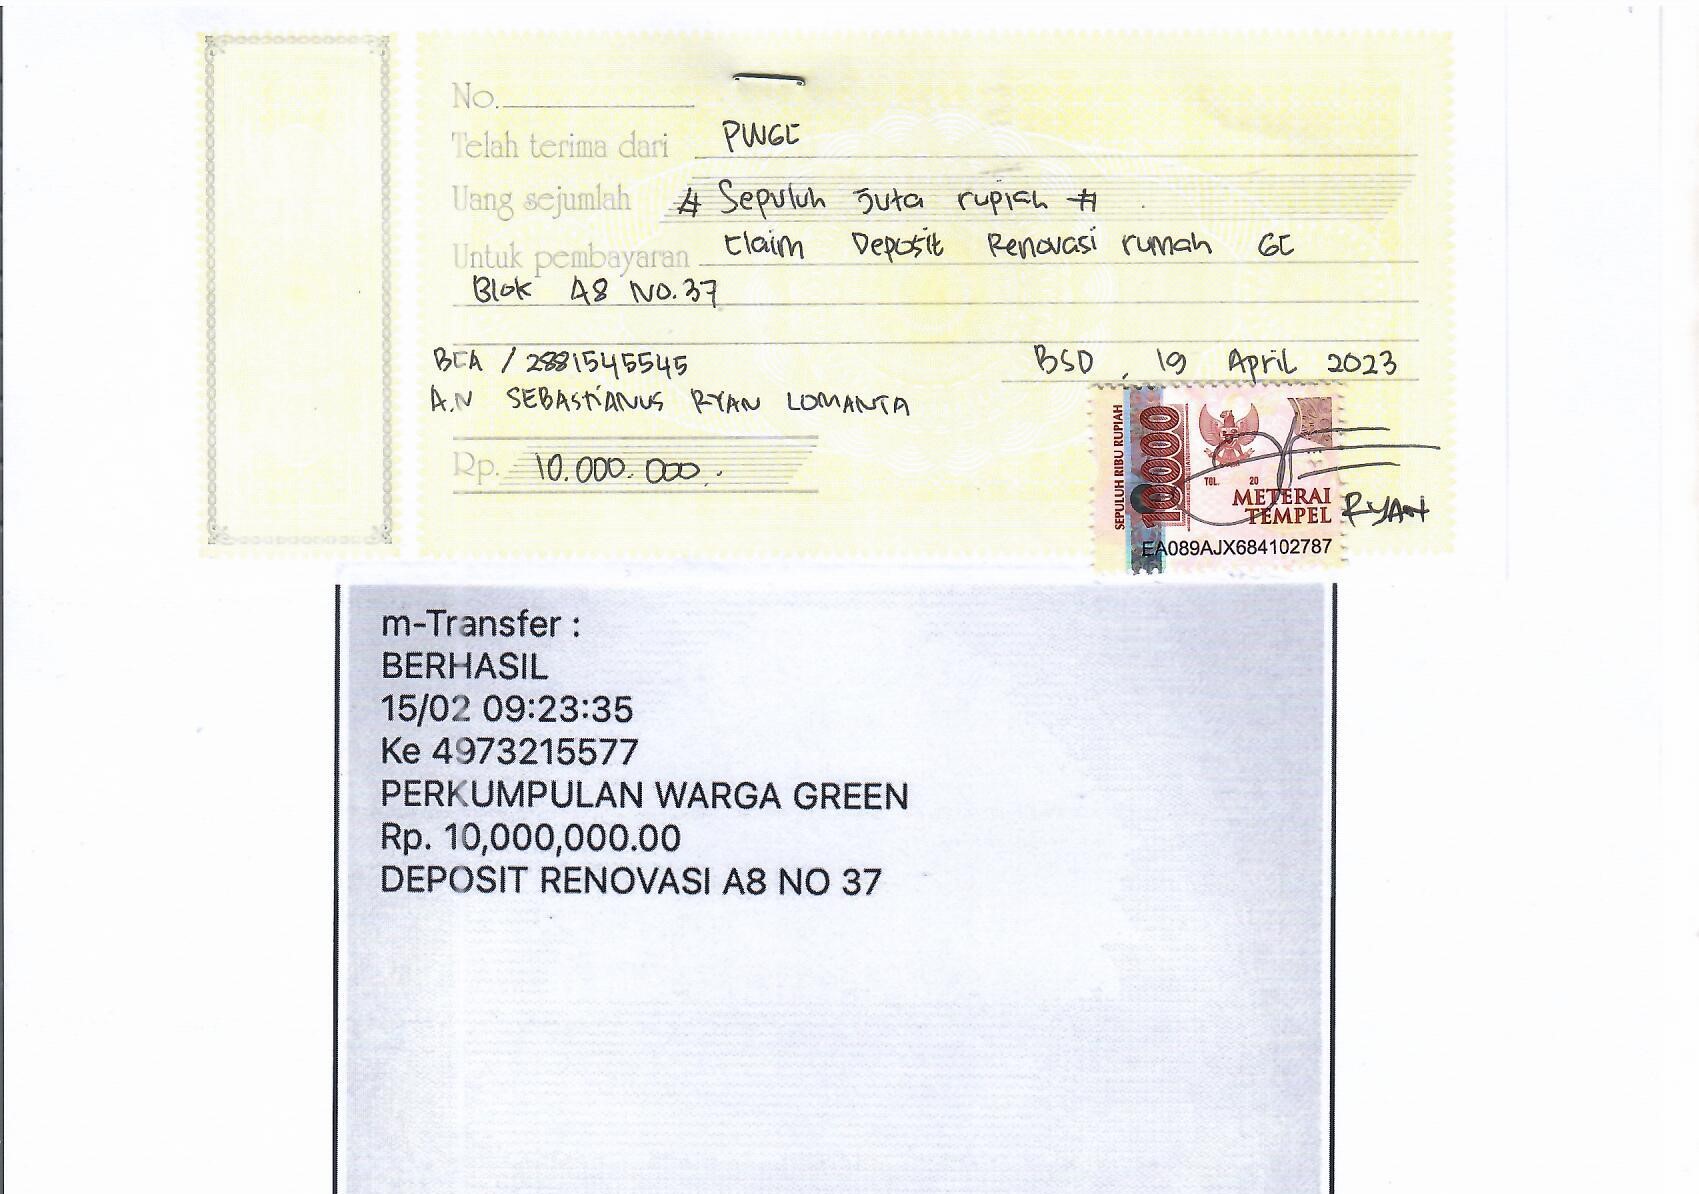 No.
Telah terima dari PWGC
Uang sejumlah # Sepuluh Juta rupiah #
Untuk pembayaran Claim Deposit Renovasi rumah GC
Blok A8 NO.37
BCA / 2881545545
BSD, 19 April 2023
A.N SEBASTIANUS RYAN LOMANTA
Rp. 10.000.000.
SEPULUH RIBU RUPIAH
10000
TGL. 20
METERAI
TEMPEL
RYAN
EA089AJX684102787
m-Transfer :
BERHASIL
15/02 09:23:35
Ke 4973215577
PERKUMPULAN WARGA GREEN
Rp. 10,000,000.00
DEPOSIT RENOVASI A8 NO 37